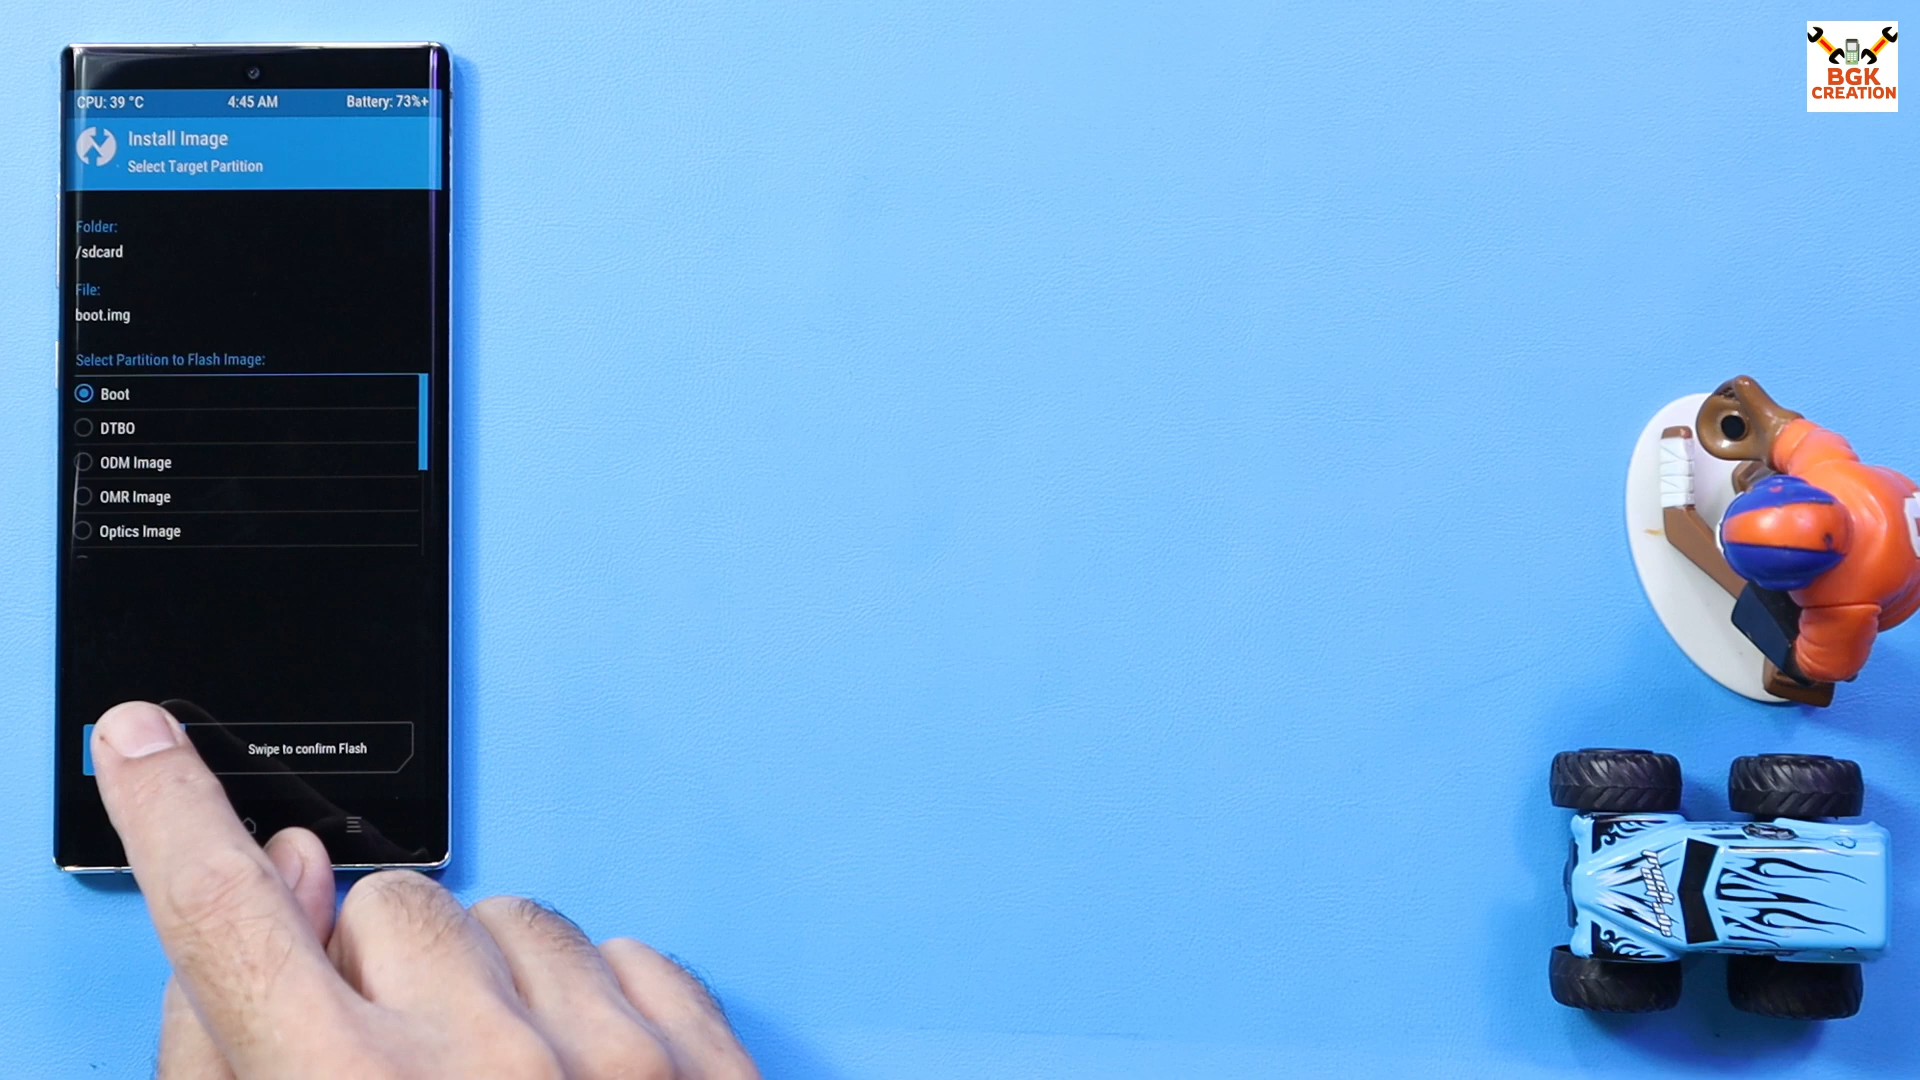 CPU: 39 °C 4:45 AM Battery: 73%+
Install Image
Select Target Partition
Folder:
/sdcard
File:
boot.img
Select Partition to Flash Image:
Boot
DTBO
ODM Image
OMR Image
Optics Image
Swipe to confirm Flash
BGK
CREATION